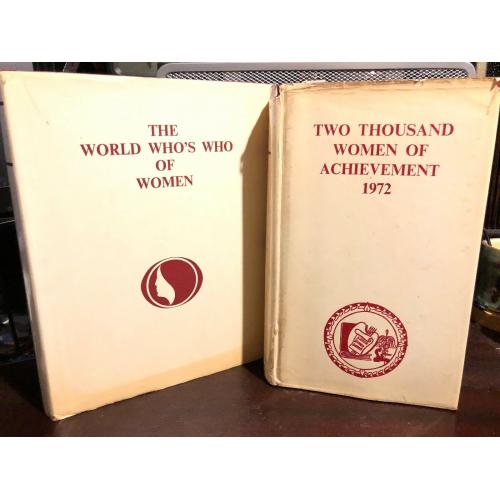 THE
WORLD WHO'S WHO
OF
WOMEN
TWO THOUSAND
WOMEN OF
ACHIEVEMENT
1972